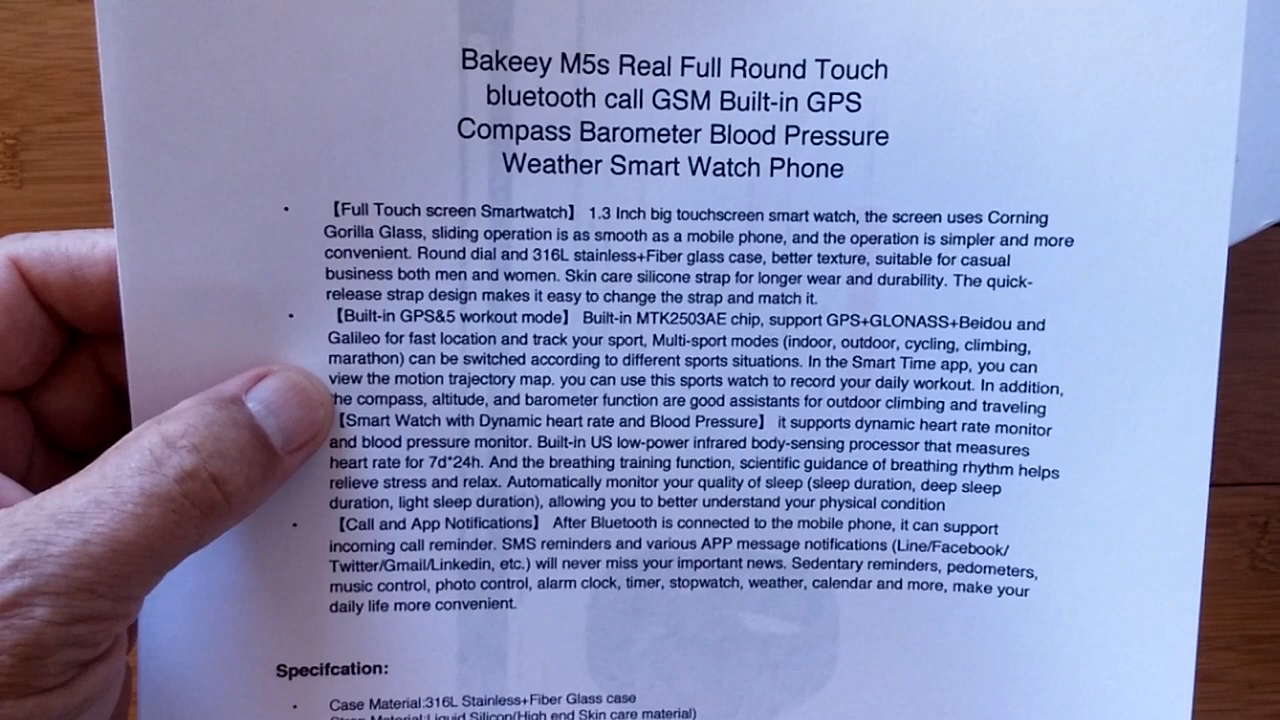 Bakeey M5s Real Full Round Touch
bluetooth call GSM Built-in GPS
Compass Barometer Blood Pressure
Weather Smart Watch Phone
• 【Full Touch screen Smartwatch】 1.3 Inch big touchscreen smart watch, the screen uses Corning
Gorilla Glass, sliding operation is as smooth as a mobile phone, and the operation is simpler and more
convenient. Round dial and 316L stainless+Fiber glass case, better texture, suitable for casual
business both men and women. Skin care silicone strap for longer wear and durability. The quick-
release strap design makes it easy to change the strap and match it.
• 【Built-in GPS&5 workout mode】 Built-in MTK2503AE chip, support GPS+GLONASS+Beidou and
Galileo for fast location and track your sport, Multi-sport modes (indoor, outdoor, cycling, climbing,
marathon) can be switched according to different sports situations. In the Smart Time app, you can
view the motion trajectory map. you can use this sports watch to record your daily workout. In addition,
the compass, altitude, and barometer function are good assistants for outdoor climbing and traveling
【Smart Watch with Dynamic heart rate and Blood Pressure】 it supports dynamic heart rate monitor
and blood pressure monitor. Built-in US low-power infrared body-sensing processor that measures
heart rate for 7d*24h. And the breathing training function, scientific guidance of breathing rhythm helps
relieve stress and relax. Automatically monitor your quality of sleep (sleep duration, deep sleep
duration, light sleep duration), allowing you to better understand your physical condition
• 【Call and App Notifications】 After Bluetooth is connected to the mobile phone, it can support
incoming call reminder. SMS reminders and various APP message notifications (Line/Facebook/
Twitter/Gmail/Linkedin, etc.) will never miss your important news. Sedentary reminders, pedometers,
music control, photo control, alarm clock, timer, stopwatch, weather, calendar and more, make your
daily life more convenient.
Specifcation:
• Case Material:316L Stainless+Fiber Glass case
Strap Material:Liquid Silicon(High end Skin care material)